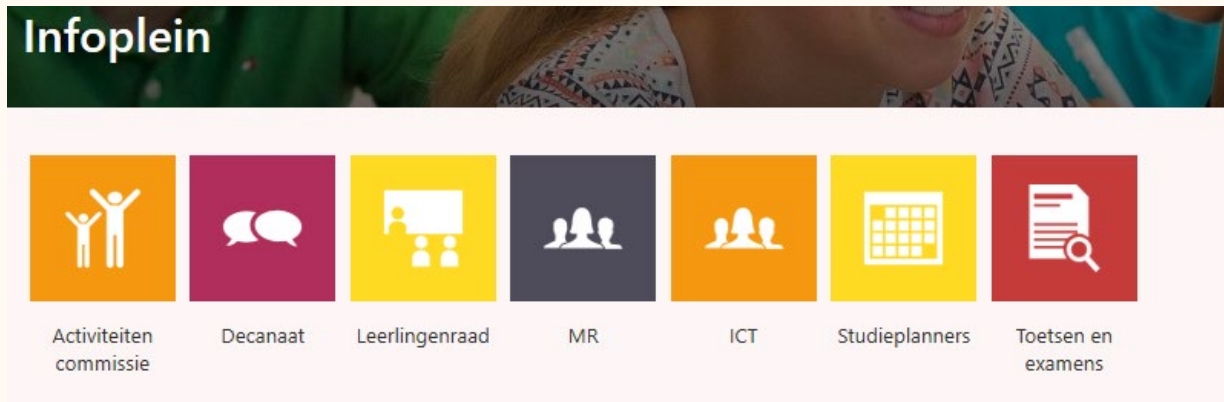 Infoplein
Activiteiten
commissie
Decanaat
Leerlingenraad
MR
ICT
Studieplanners
Toetsen en
examens